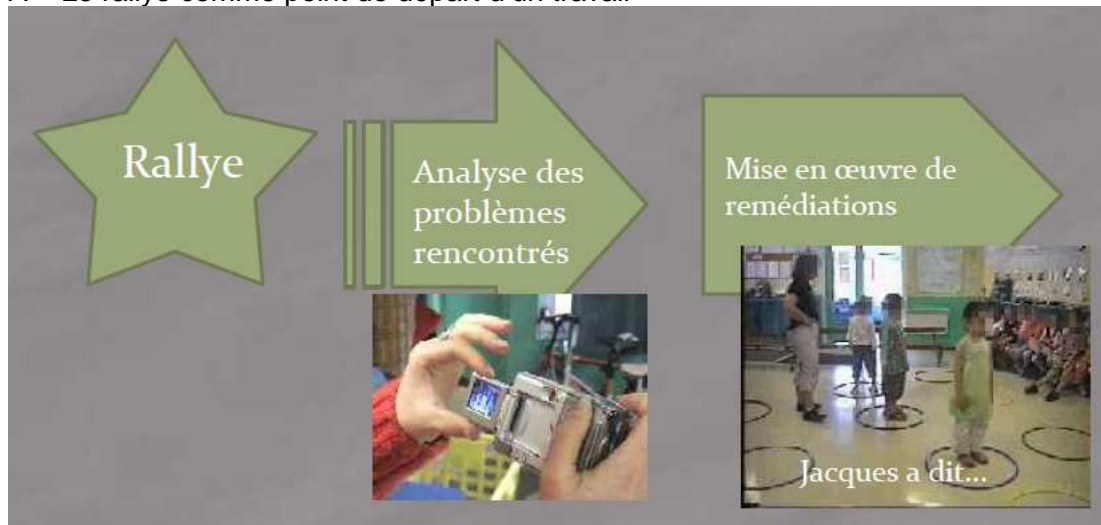 Rallye
Analyse des
problèmes
rencontrés
Mise en œuvre de
remédiations
Jacques a dit...